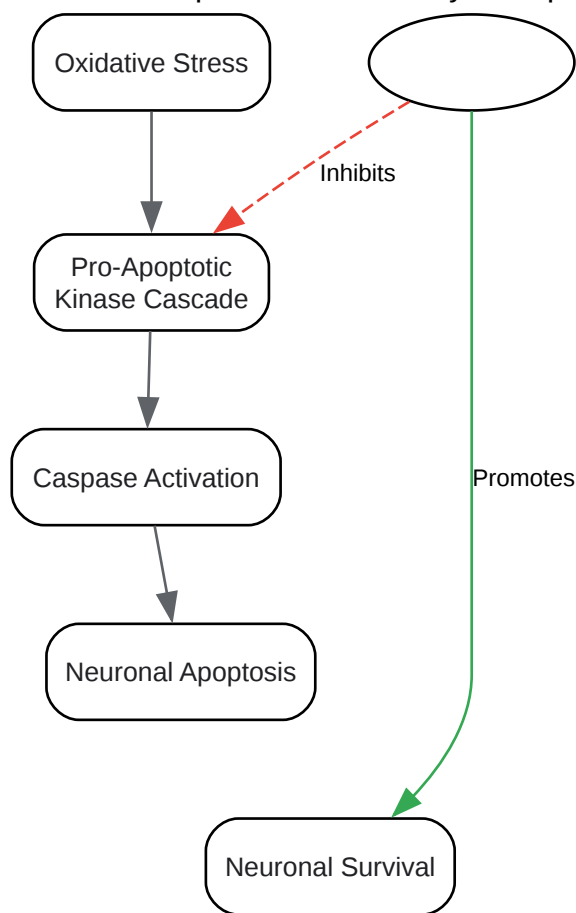 Oxidative Stress
Inhibits
Pro-Apoptotic
Kinase Cascade
Caspase Activation
Promotes
Neuronal Apoptosis
Neuronal Survival